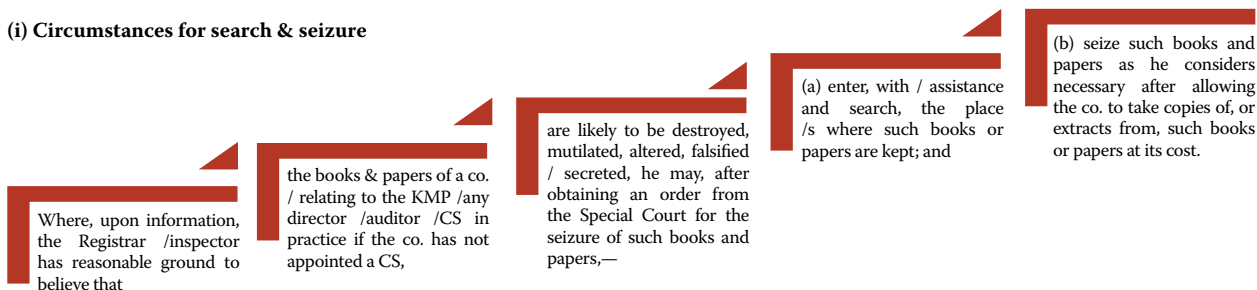 (i) Circumstances for search & seizure
Where, upon information,
the Registrar /inspector
has reasonable ground to
believe that
the books & papers of a co.
/ relating to the KMP /any
director /auditor /CS in
practice if the co. has not
appointed a CS,
are likely to be destroyed,
mutilated, altered, falsified
/ secreted, he may, after
obtaining an order from
the Special Court for the
seizure of such books and
papers,—
(a) enter, with / assistance
and search, the place
/s where such books or
papers are kept; and
(b) seize such books and
papers as he considers
necessary after allowing
the co. to take copies of, or
extracts from, such books
or papers at its cost.